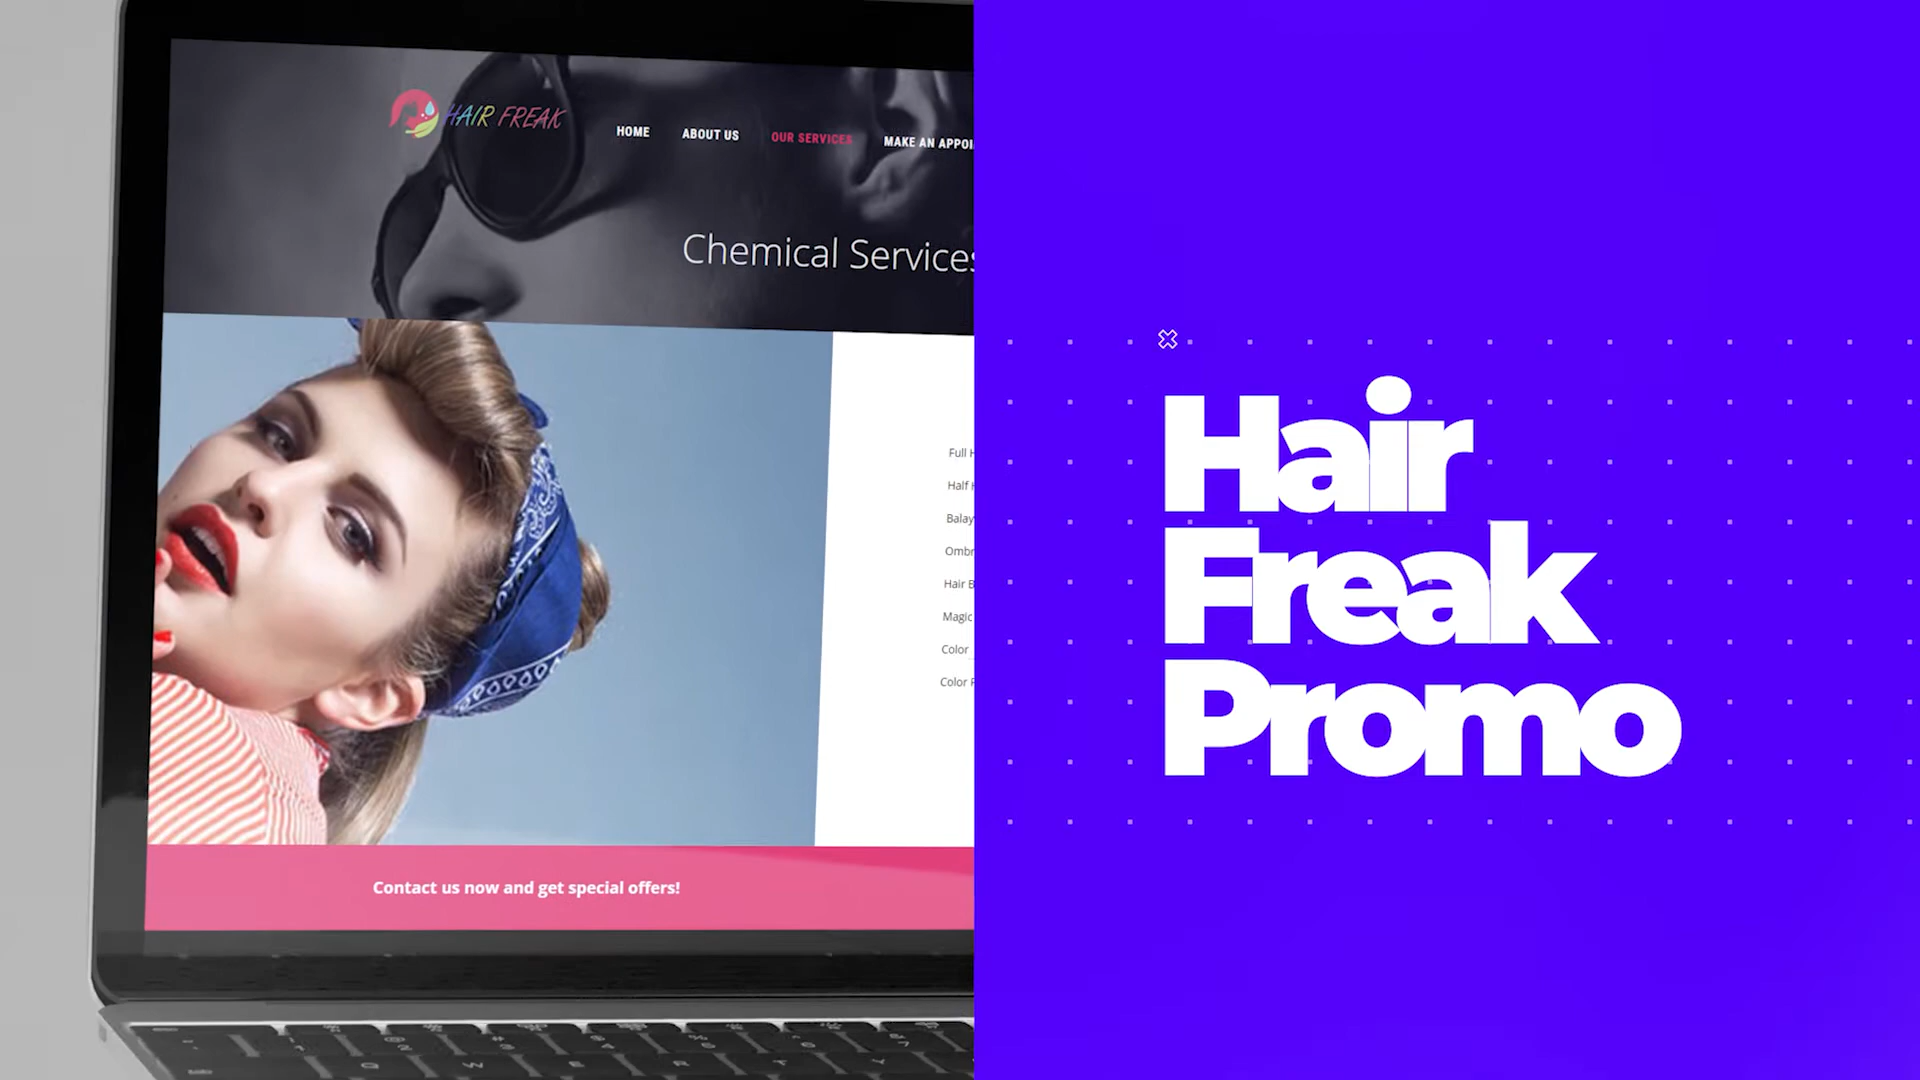 HAIR FREAK
HOME ABOUT US OUR SERVICES MAKE AN APPOI
Chemical Services
Full H
Half H
Balay
Ombr
Hair B
Magic
Color
Color F
Contact us now and get special offers!
Hair
Freak
Promo
Q W E R T Y